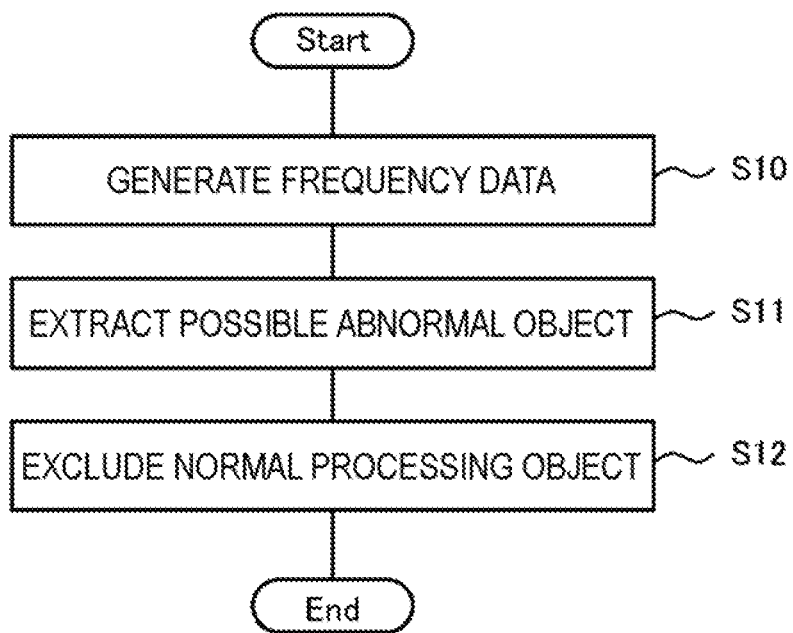 Start
GENERATE FREQUENCY DATA
S10
EXTRACT POSSIBLE ABNORMAL OBJECT
S11
EXCLUDE NORMAL PROCESSING OBJECT
S12
End